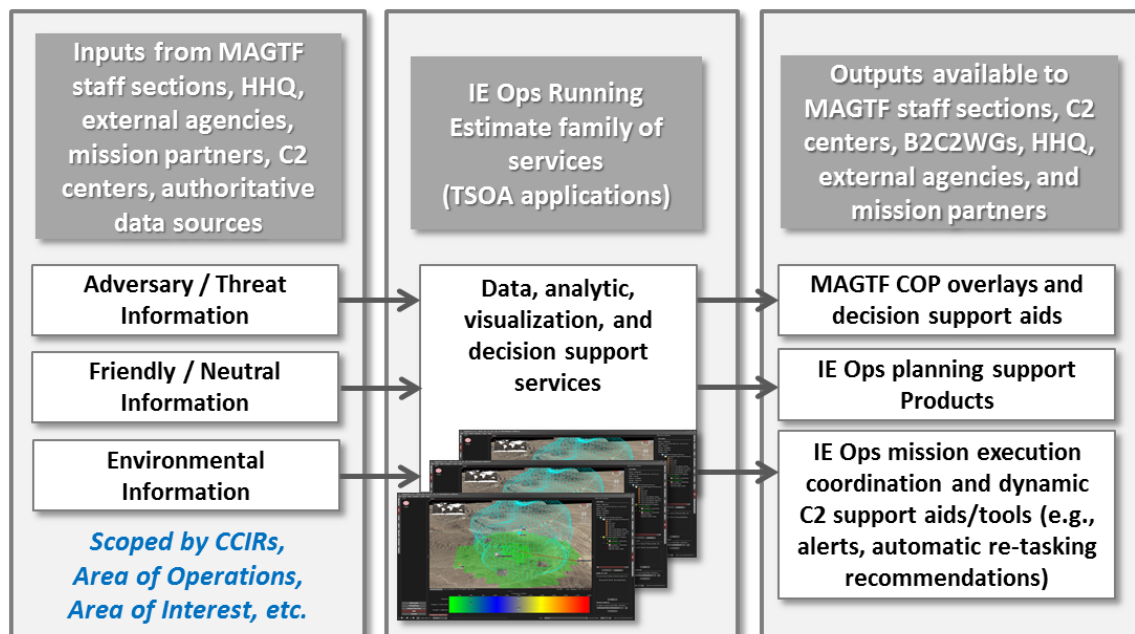 Inputs from MAGTF
staff sections, HHQ,
external agencies,
mission partners, C2
centers, authoritative
data sources
Adversary / Threat
Information
Friendly / Neutral
Information
Environmental
Information
Scoped by CCIRs,
Area of Operations,
Area of Interest, etc.
IE Ops Running
Estimate family of
services
(TSOA applications)
Data, analytic,
visualization, and
decision support
services
Outputs available to
MAGTF staff sections, C2
centers, B2C2WGs, HHQ,
external agencies, and
mission partners
MAGTF COP overlays and
decision support aids
IE Ops planning support
Products
IE Ops mission execution
coordination and dynamic
C2 support aids/tools (e.g.,
alerts, automatic re-tasking
recommendations)